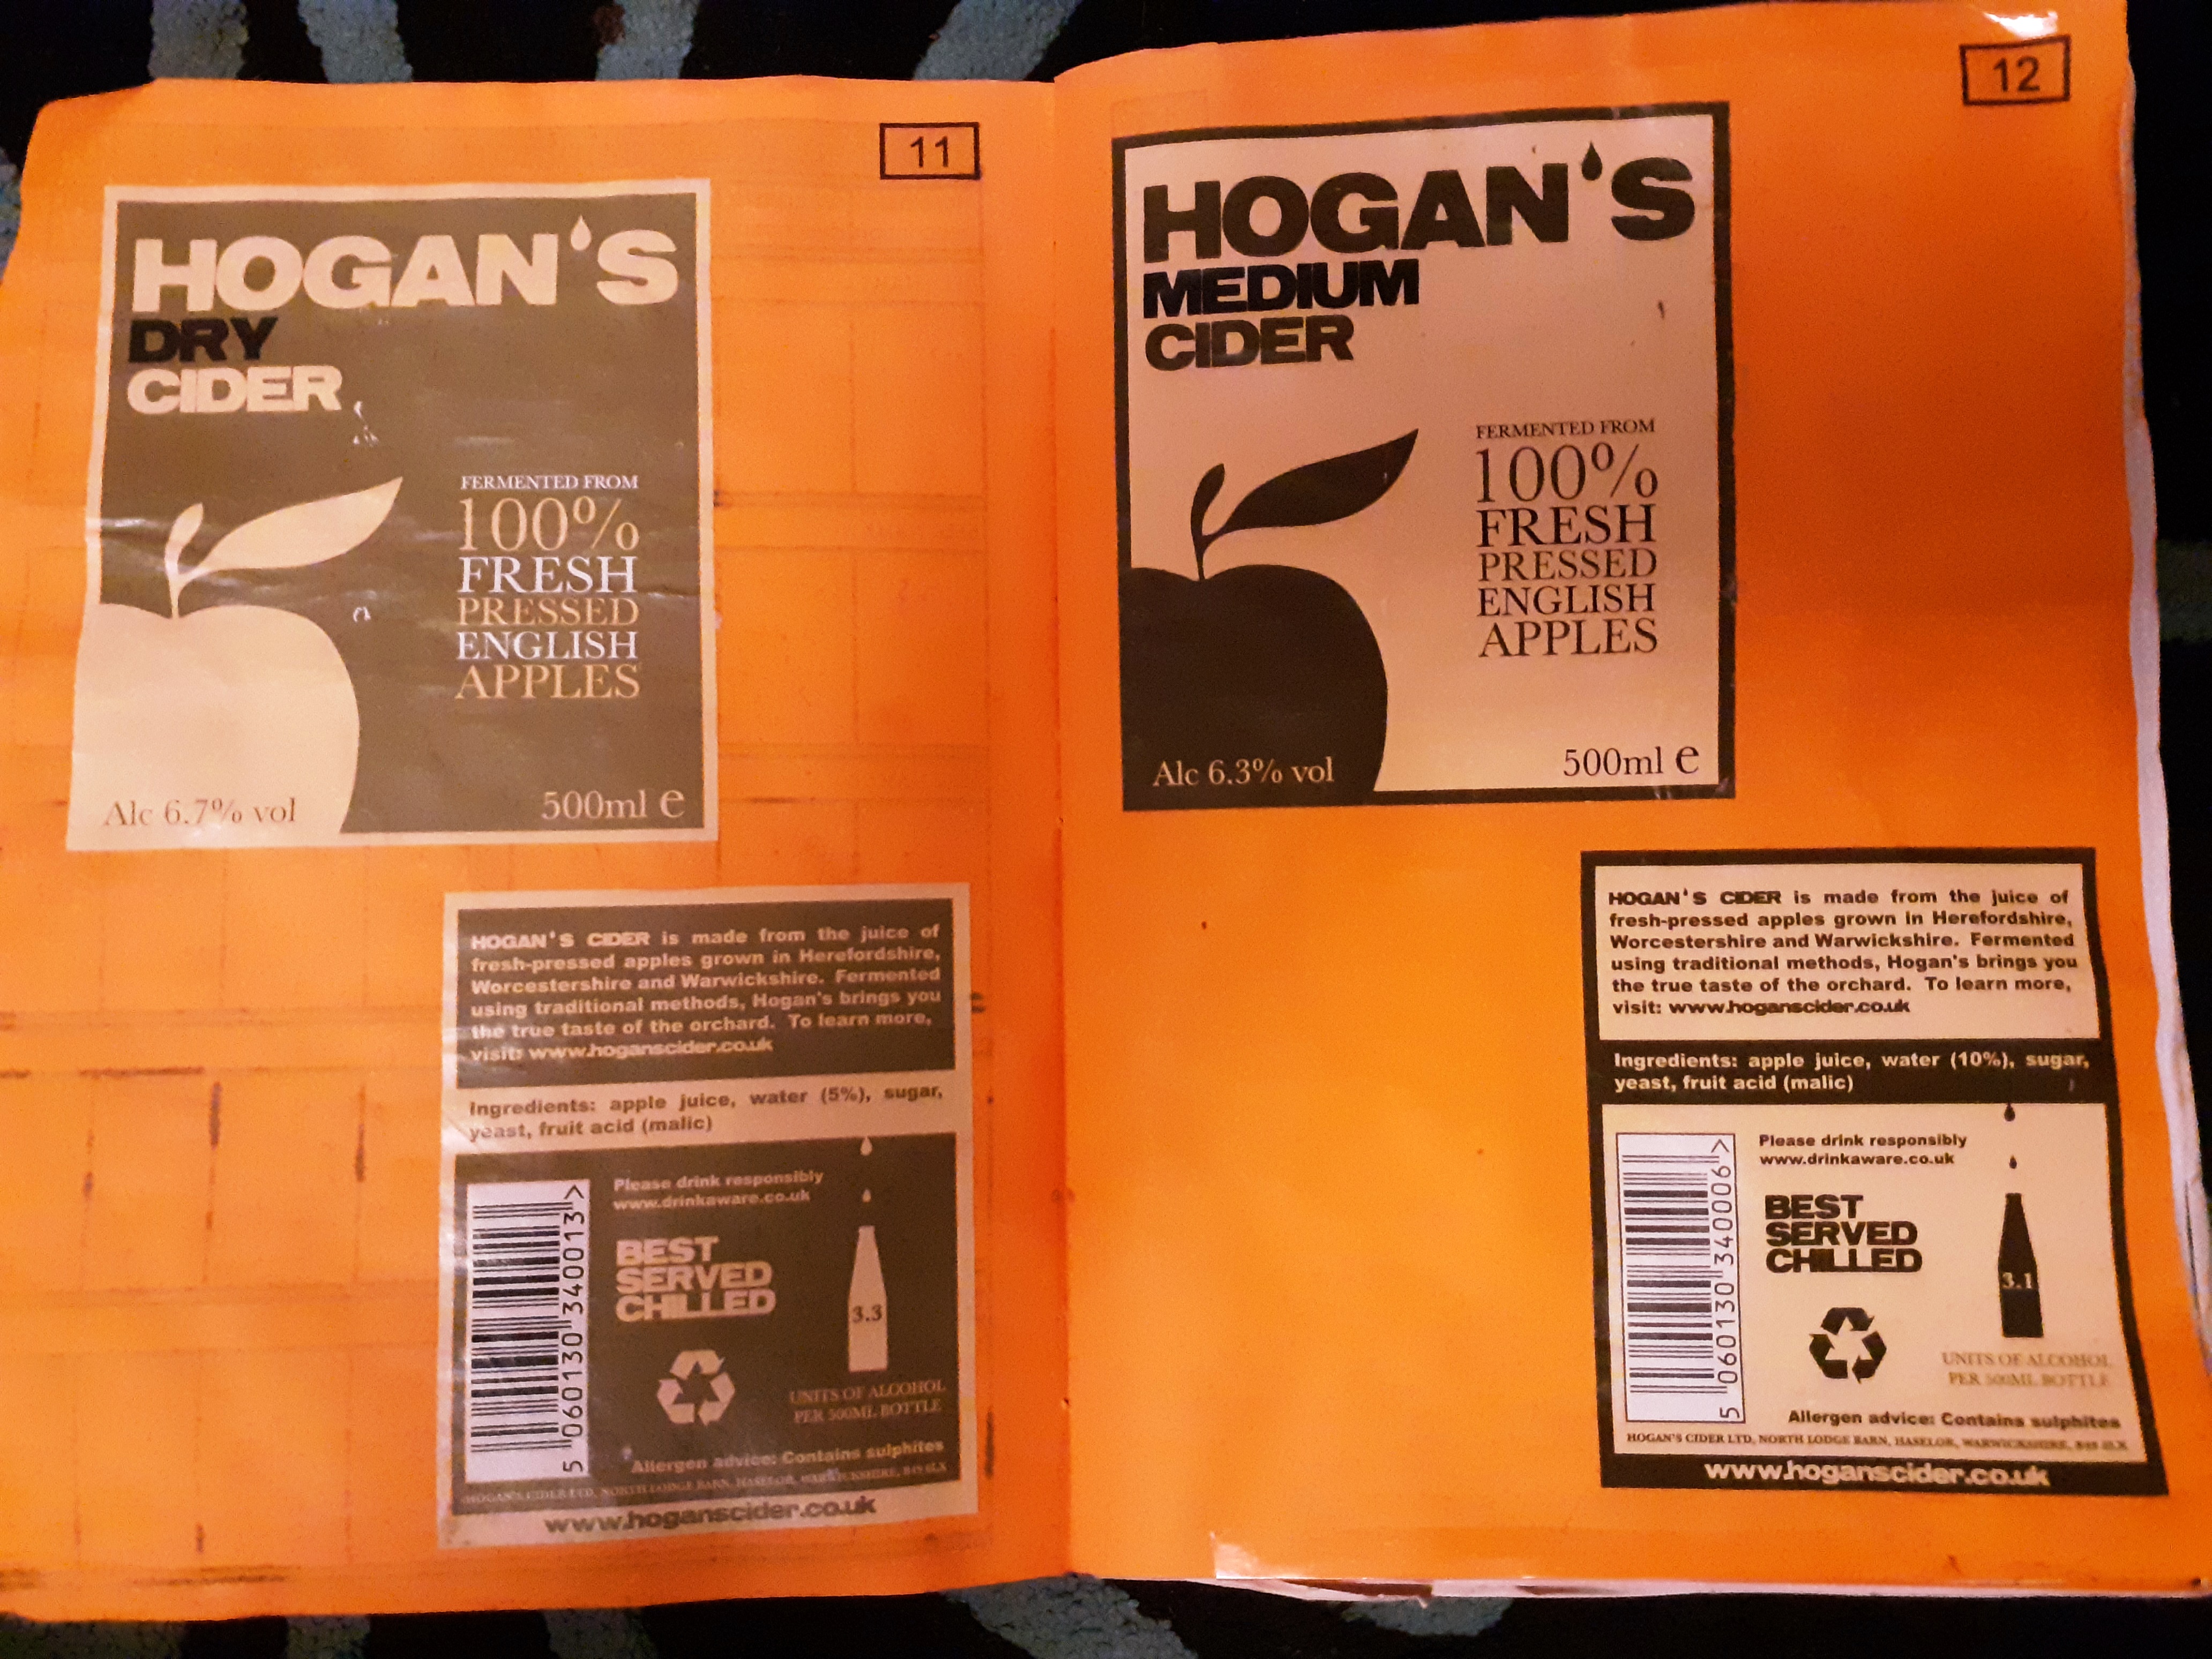 11
HOGAN'S
DRY
CIDER
FERMENTED FROM
100%
FRESH
PRESSED
ENGLISH
APPLES
Alc 6.7% vol
500ml e
HOGAN'S CIDER is made from the juice of
fresh-pressed apples grown in Herefordshire,
Worcestershire and Warwickshire. Fermented
using traditional methods, Hogan's brings you
the true taste of the orchard. To learn more,
visit: www.hoganscider.co.uk
Ingredients: apple juice, water (5%), sugar,
yeast, fruit acid (malic)
Please drink responsibly
www.drinkaware.co.uk
BEST
SERVED
CHILLED
3.3
UNITS OF ALCOHOL
PER 500ML BOTTLE
5 060130 340013 >
Allergen advice: Contains sulphites
HOGAN'S CIDER LTD, NORTH LODGE BARN, HASELOR, WARWICKSHIRE,
www.hoganscider.co.uk
12
HOGAN'S
MEDIUM
CIDER
FERMENTED FROM
100%
FRESH
PRESSED
ENGLISH
APPLES
Alc 6.3% vol
500ml e
HOGAN'S CIDER is made from the juice of
fresh-pressed apples grown in Herefordshire,
Worcestershire and Warwickshire. Fermented
using traditional methods, Hogan's brings you
the true taste of the orchard. To learn more,
visit: www.hoganscider.co.uk
Ingredients: apple juice, water (10%), sugar,
yeast, fruit acid (malic)
Please drink responsibly
www.drinkaware.co.uk
BEST
SERVED
CHILLED
3.1
UNITS OF ALCOHOL
PER 500ML BOTTLE
5 060130 340006 >
Allergen advice: Contains sulphites
HOGAN'S CIDER LTD, NORTH LODGE BARN, HASELOR, WARWICKSHIRE,
www.hoganscider.co.uk